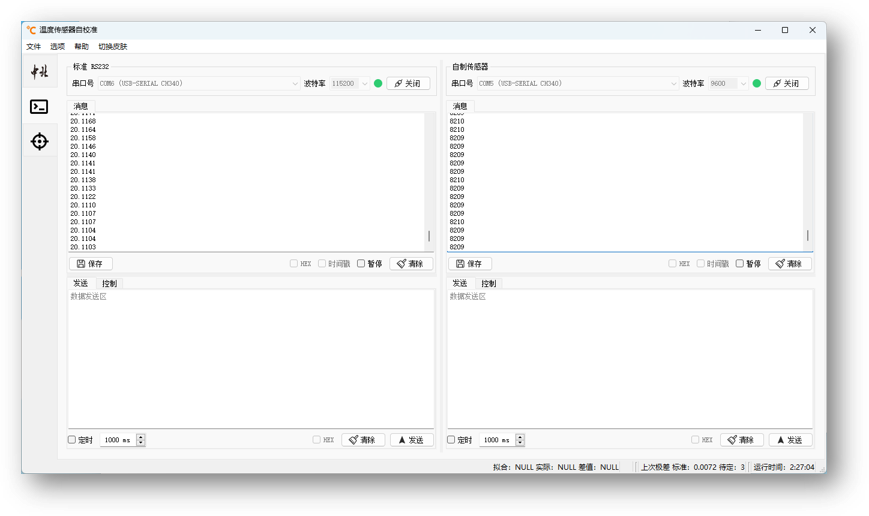 温度传感器自校准
文件 选项 帮助 切换皮肤
标准 RS232
串口号 COM6 (USB-SERIAL CH340) 波特率 115200 关闭
消息
20.1168
20.1164
20.1158
20.1146
20.1140
20.1141
20.1141
20.1138
20.1133
20.1122
20.1110
20.1107
20.1107
20.1104
20.1104
20.1103
保存 HEX 时间戳 暂停 清除
发送 控制
数据发送区
定时 1000 ms HEX 清除 发送
自制传感器
串口号 COM5 (USB-SERIAL CH340) 波特率 9600 关闭
消息
8210
8210
8209
8209
8209
8209
8209
8210
8209
8209
8209
8209
8210
8209
8209
8209
保存 HEX 时间戳 暂停 清除
发送 控制
数据发送区
定时 1000 ms HEX 清除 发送
拟合: NULL 实际: NULL 差值: NULL 上次极差 标准: 0.0072 待定: 3 运行时间: 2:27:04